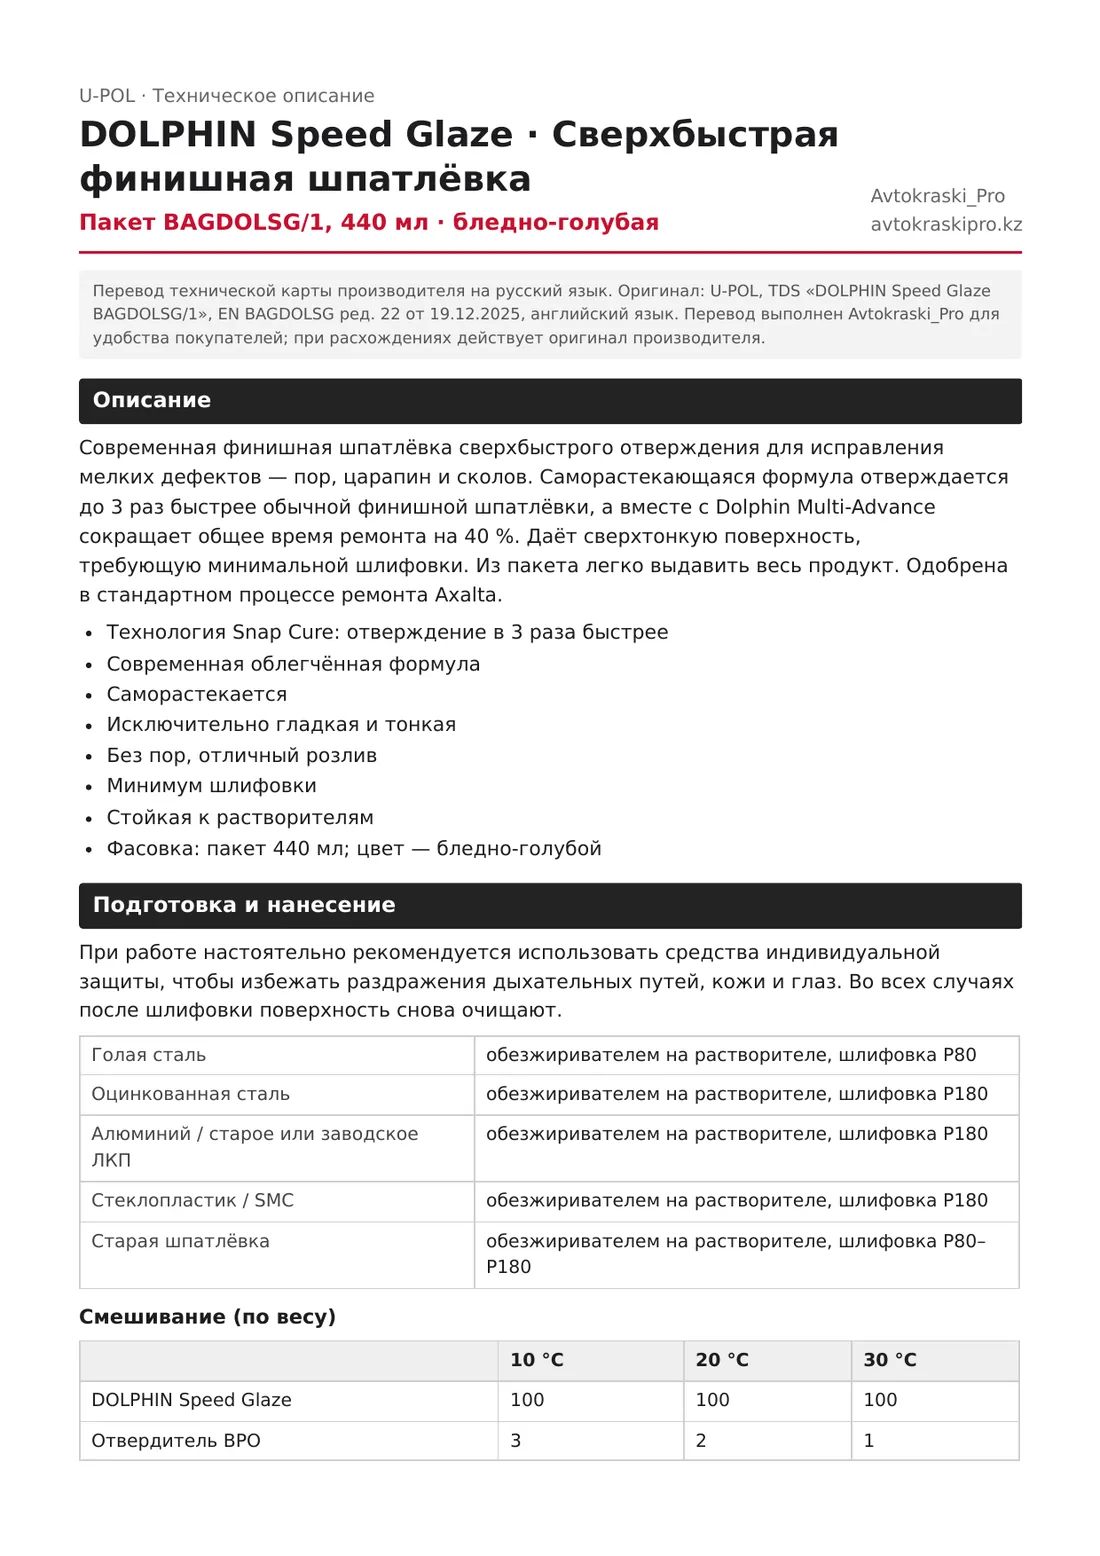 U-POL · Техническое описание
DOLPHIN Speed Glaze · Сверхбыстрая
финишная шпатлёвка
Пакет BAGDOLSG/1, 440 мл · бледно-голубая
Avtokraski_Pro
avtokraskipro.kz
Перевод технической карты производителя на русский язык. Оригинал: U-POL, TDS «DOLPHIN Speed Glaze
BAGDOLSG/1», EN BAGDOLSG ред. 22 от 19.12.2025, английский язык. Перевод выполнен Avtokraski_Pro для
удобства покупателей; при расхождениях действует оригинал производителя.
Описание
Современная финишная шпатлёвка сверхбыстрого отверждения для исправления
мелких дефектов — пор, царапин и сколов. Саморастекающаяся формула отверждается
до 3 раз быстрее обычной финишной шпатлёвки, а вместе с Dolphin Multi-Advance
сокращает общее время ремонта на 40 %. Даёт сверхтонкую поверхность,
требующую минимальной шлифовки. Из пакета легко выдавить весь продукт. Одобрена
в стандартном процессе ремонта Axalta.
• Технология Snap Cure: отверждение в 3 раза быстрее
• Современная облегчённая формула
• Саморастекается
• Исключительно гладкая и тонкая
• Без пор, отличный розлив
• Минимум шлифовки
• Стойкая к растворителям
• Фасовка: пакет 440 мл; цвет — бледно-голубой
Подготовка и нанесение
При работе настоятельно рекомендуется использовать средства индивидуальной
защиты, чтобы избежать раздражения дыхательных путей, кожи и глаз. Во всех случаях
после шлифовки поверхность снова очищают.
Голая сталь обезжиривателем на растворителе, шлифовка P80
Оцинкованная сталь обезжиривателем на растворителе, шлифовка P180
Алюминий / старое или заводское обезжиривателем на растворителе, шлифовка P180
ЛКП
Стеклопластик / SMC обезжиривателем на растворителе, шлифовка P180
Старая шпатлёвка обезжиривателем на растворителе, шлифовка P80–
P180
Смешивание (по весу)
10 °C 20 °C 30 °C
DOLPHIN Speed Glaze 100 100 100
Отвердитель BPO 3 2 1